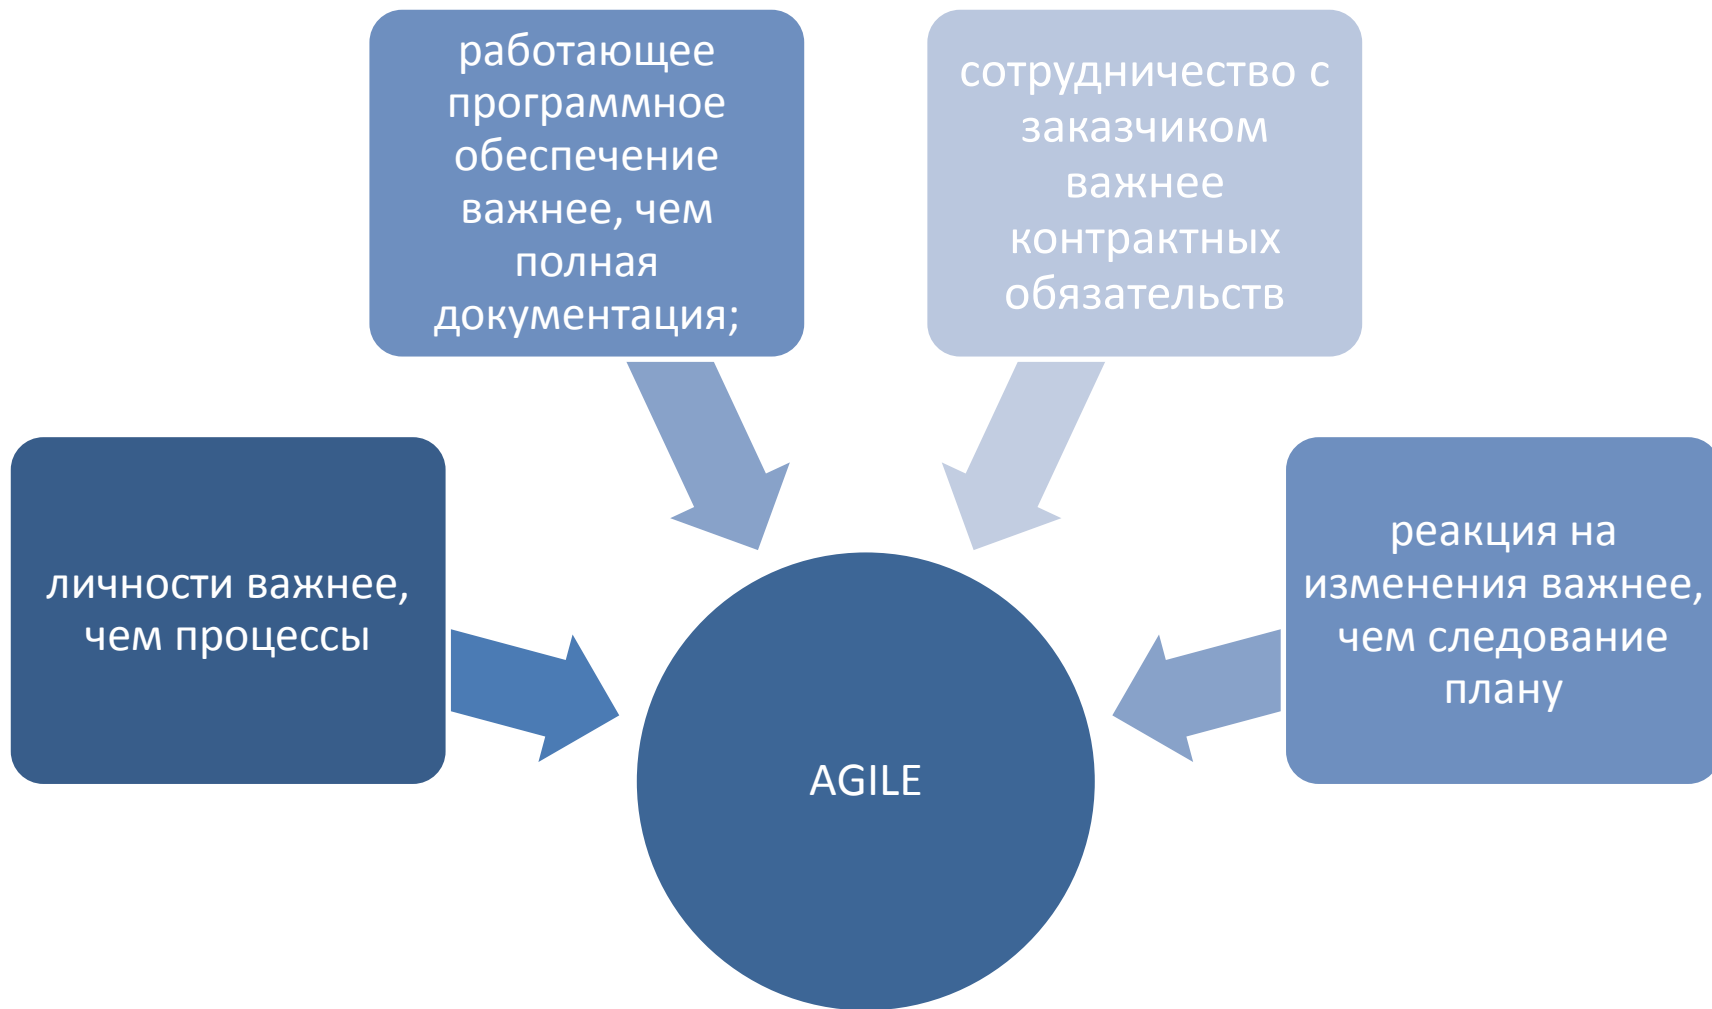 работающее
программное
обеспечение
важнее, чем
полная
документация;
сотрудничество с
заказчиком
важнее
контрактных
обязательств
личности важнее,
чем процессы
реакция на
изменения важнее,
чем следование
плану
AGILE